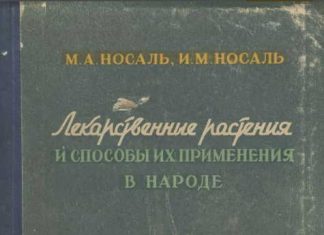 М.А.НОСАЛЬ, И.М.НОСАЛЬ
Лекарственные растения
И СПОСОБЫ ИХ ПРИМЕНЕНИЯ
В НАРОДЕ